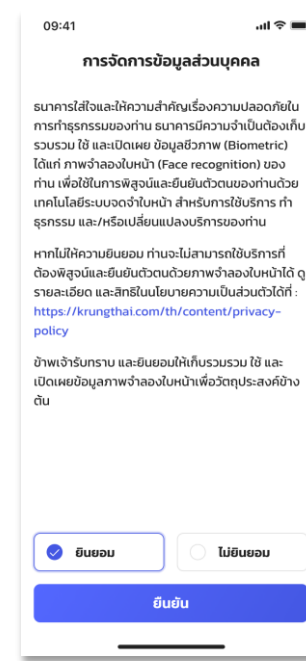 09:41
การจัดการข้อมูลส่วนบุคคล
ธนาคารใส่ใจและให้ความสำคัญเรื่องความปลอดภัยใน
การทำธุรกรรมของท่าน ธนาคารมีความจำเป็นต้องเก็บ
รวบรวม ใช้ และเปิดเผย ข้อมูลชีวภาพ (Biometric)
ได้แก่ ภาพจำลองใบหน้า (Face recognition) ของ
ท่าน เพื่อใช้ในการพิสูจน์และยืนยันตัวตนของท่านด้วย
เทคโนโลยีระบบจดจำใบหน้า สำหรับการใช้บริการ ทำ
ธุรกรรม และ/หรือเปลี่ยนแปลงบริการของท่าน
หากไม่ให้ความยินยอม ท่านจะไม่สามารถใช้บริการที่
ต้องพิสูจน์และยืนยันตัวตนด้วยภาพจำลองใบหน้าได้ ดู
รายละเอียด และสิทธิในนโยบายความเป็นส่วนตัวได้ที่ :
https://krungthai.com/th/content/privacy-
policy
ข้าพเจ้ารับทราบ และยินยอมให้เก็บรวบรวม ใช้ และ
เปิดเผยข้อมูลภาพจำลองใบหน้าเพื่อวัตถุประสงค์ข้าง
ต้น
ยินยอม
ไม่ยินยอม
ยืนยัน